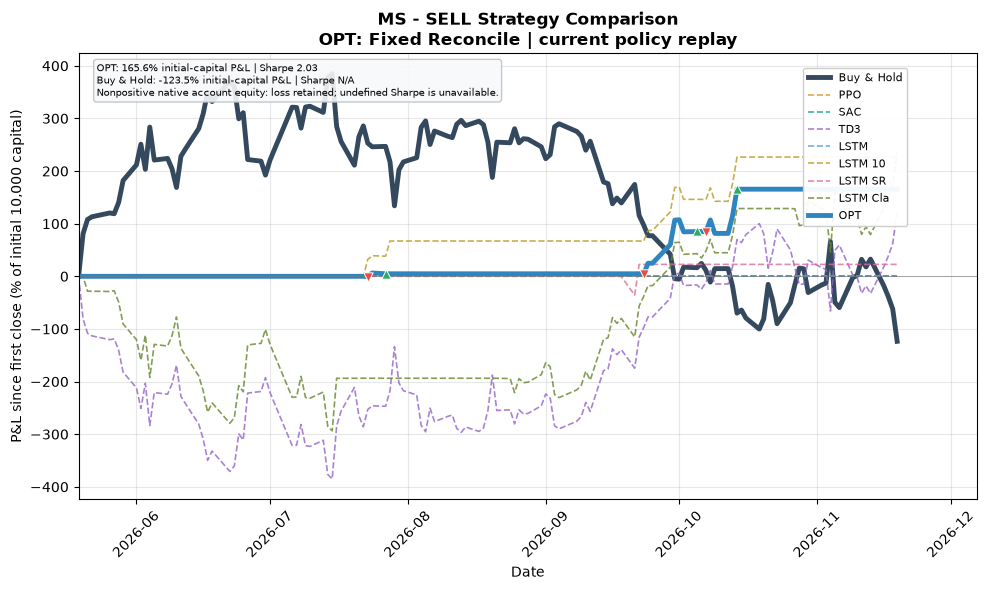 MS - SELL Strategy Comparison
OPT: Fixed Reconcile | current policy replay
OPT: 165.6% initial-capital P&L | Sharpe 2.03
Buy & Hold: -123.5% initial-capital P&L | Sharpe N/A
Nonpositive native account equity: loss retained; undefined Sharpe is unavailable.
Buy & Hold
PPO
SAC
TD3
LSTM
LSTM 10
LSTM SR
LSTM Cla
OPT
P&L since first close (% of initial 10,000 capital)
400
300
200
100
0
−100
−200
−300
−400
2026-06
2026-07
2026-08
2026-09
2026-10
2026-11
2026-12
Date